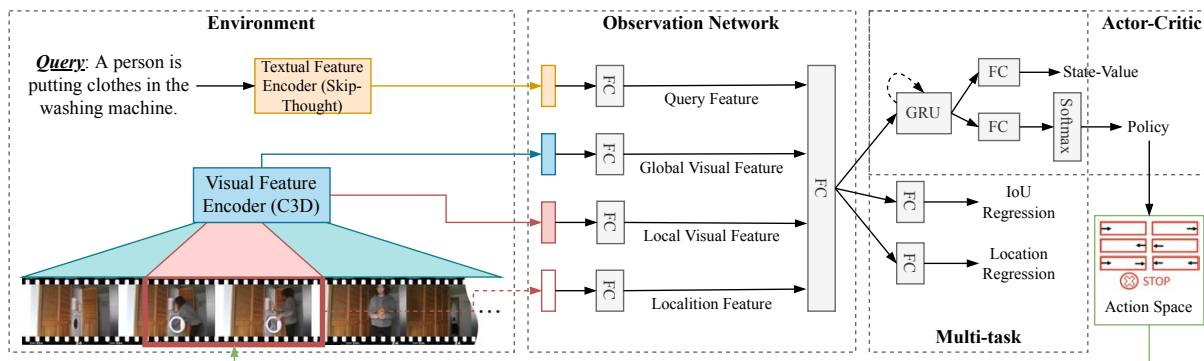 Environment
Query: A person is
putting clothes in the
washing machine.
Textual Feature
Encoder (Skip-
Thought)
Visual Feature
Encoder (C3D)
Observation Network
FC
Query Feature
FC
Global Visual Feature
FC
Local Visual Feature
FC
Localition Feature
FC
Actor-Critic
GRU
FC
State-Value
FC
Softmax
Policy
FC
IoU
Regression
FC
Location
Regression
Multi-task
STOP
Action Space